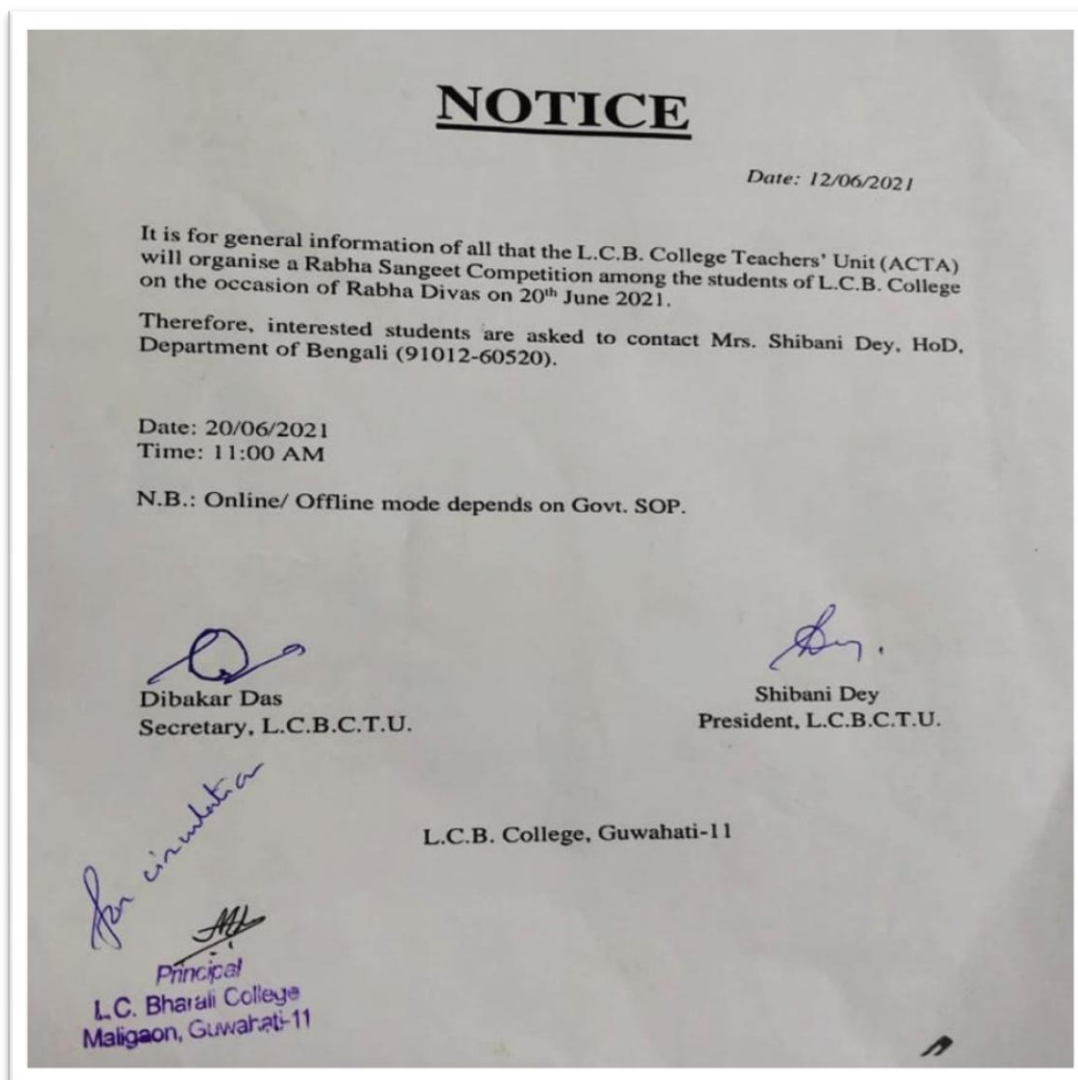 NOTICE
Date: 12/06/2021
It is for general information of all that the L.C.B. College Teachers' Unit (ACTA)
will organise a Rabha Sangeet Competition among the students of L.C.B. College
on the occasion of Rabha Divas on 20th June 2021.
Therefore, interested students are asked to contact Mrs. Shibani Dey, HoD,
Department of Bengali (91012-60520).
Date: 20/06/2021
Time: 11:00 AM
N.B.: Online/ Offline mode depends on Govt. SOP.
Dibakar Das
Secretary, L.C.B.C.T.U.
Shibani Dey
President, L.C.B.C.T.U.
for circulation
L.C.B. College, Guwahati-11
Principal
L.C. Bharali College
Maligaon, Guwahati-11